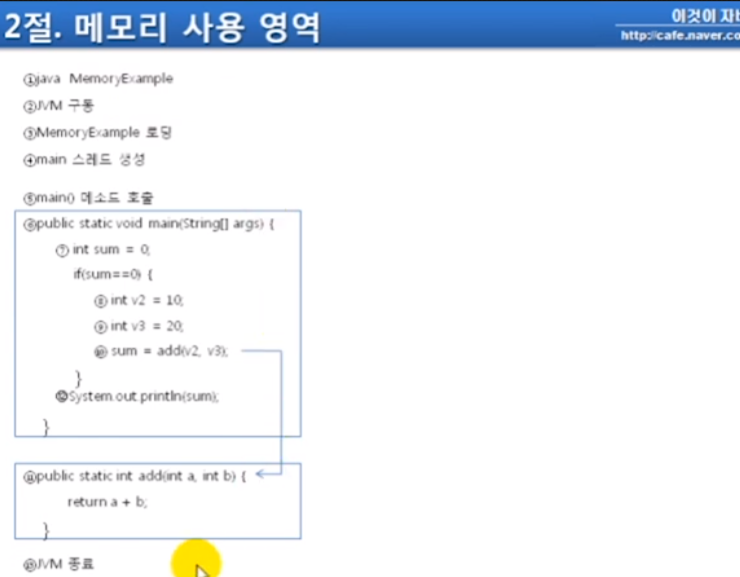 2절. 메모리 사용 영역
이것이 자바
http://cafe.naver.co
①java MemoryExample
②JVM 구동
③MemoryExample 로딩
④main 스레드 생성
⑤main() 메소드 호출
⑥public static void main(String[] args) {
⑦ int sum = 0;
if(sum==0) {
⑧ int v2 = 10;
⑨ int v3 = 20;
⑩ sum = add(v2, v3);
}
⑫System.out.println(sum);
}
⑪public static int add(int a, int b) {
return a + b;
}
⑬JVM 종료